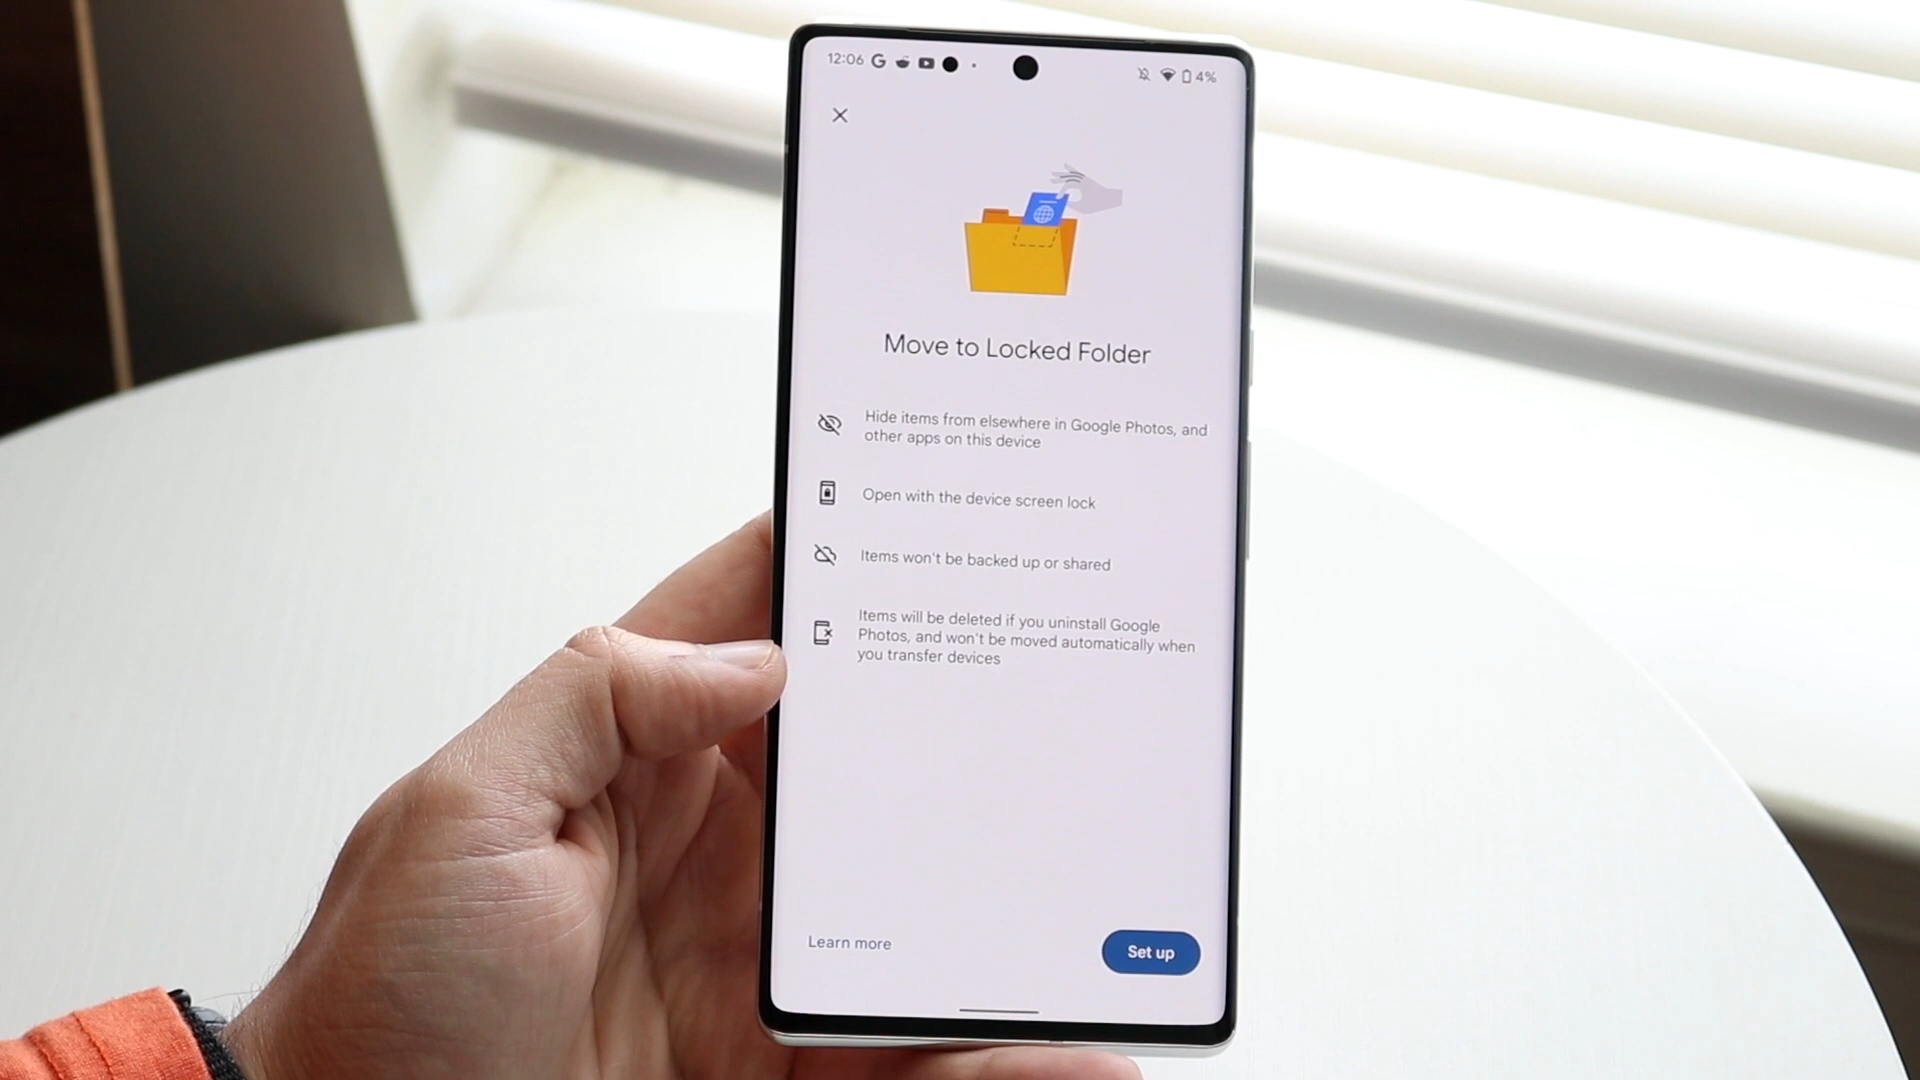 12:06 G
4%
Move to Locked Folder
Hide items from elsewhere in Google Photos, and
other apps on this device
Open with the device screen lock
Items won't be backed up or shared
Items will be deleted if you uninstall Google
Photos, and won't be moved automatically when
you transfer devices
Learn more
Set up